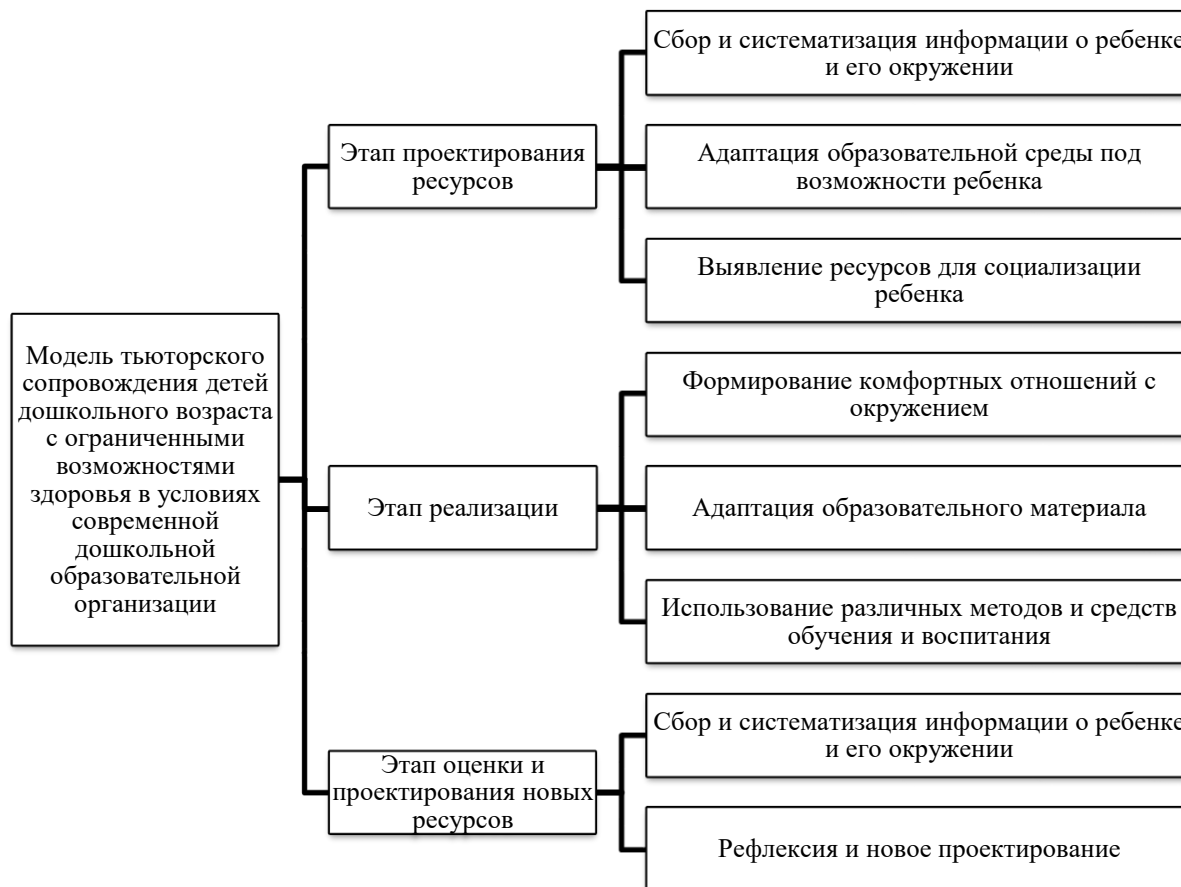 Сбор и систематизация информации о ребенке
и его окружении
Этап проектирования
ресурсов
Адаптация образовательной среды под
возможности ребенка
Выявление ресурсов для социализации
ребенка
Модель тьюторского
сопровождения детей
дошкольного возраста
с ограниченными
возможностями
здоровья в условиях
современной
дошкольной
образовательной
организации
Формирование комфортных отношений с
окружением
Этап реализации
Адаптация образовательного материала
Использование различных методов и средств
обучения и воспитания
Сбор и систематизация информации о ребенке
и его окружении
Этап оценки и
проектирования новых
ресурсов
Рефлексия и новое проектирование